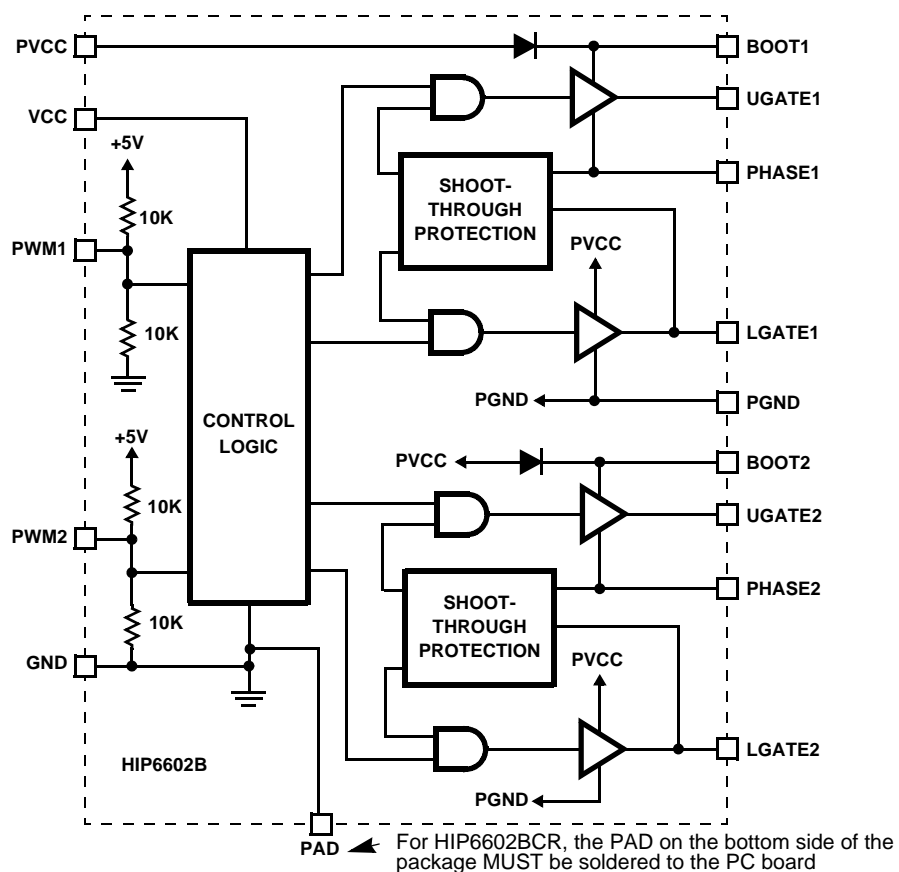 PVCC
BOOT1
UGATE1
VCC
+5V
10K
SHOOT-
THROUGH
PROTECTION
PHASE1
PWM1
PVCC
10K
LGATE1
CONTROL
LOGIC
PGND
PGND
+5V
PVCC
BOOT2
10K
UGATE2
PWM2
SHOOT-
THROUGH
PROTECTION
PHASE2
10K
GND
PVCC
LGATE2
HIP6602B
PGND
PAD
For HIP6602BCR, the PAD on the bottom side of the
package MUST be soldered to the PC board